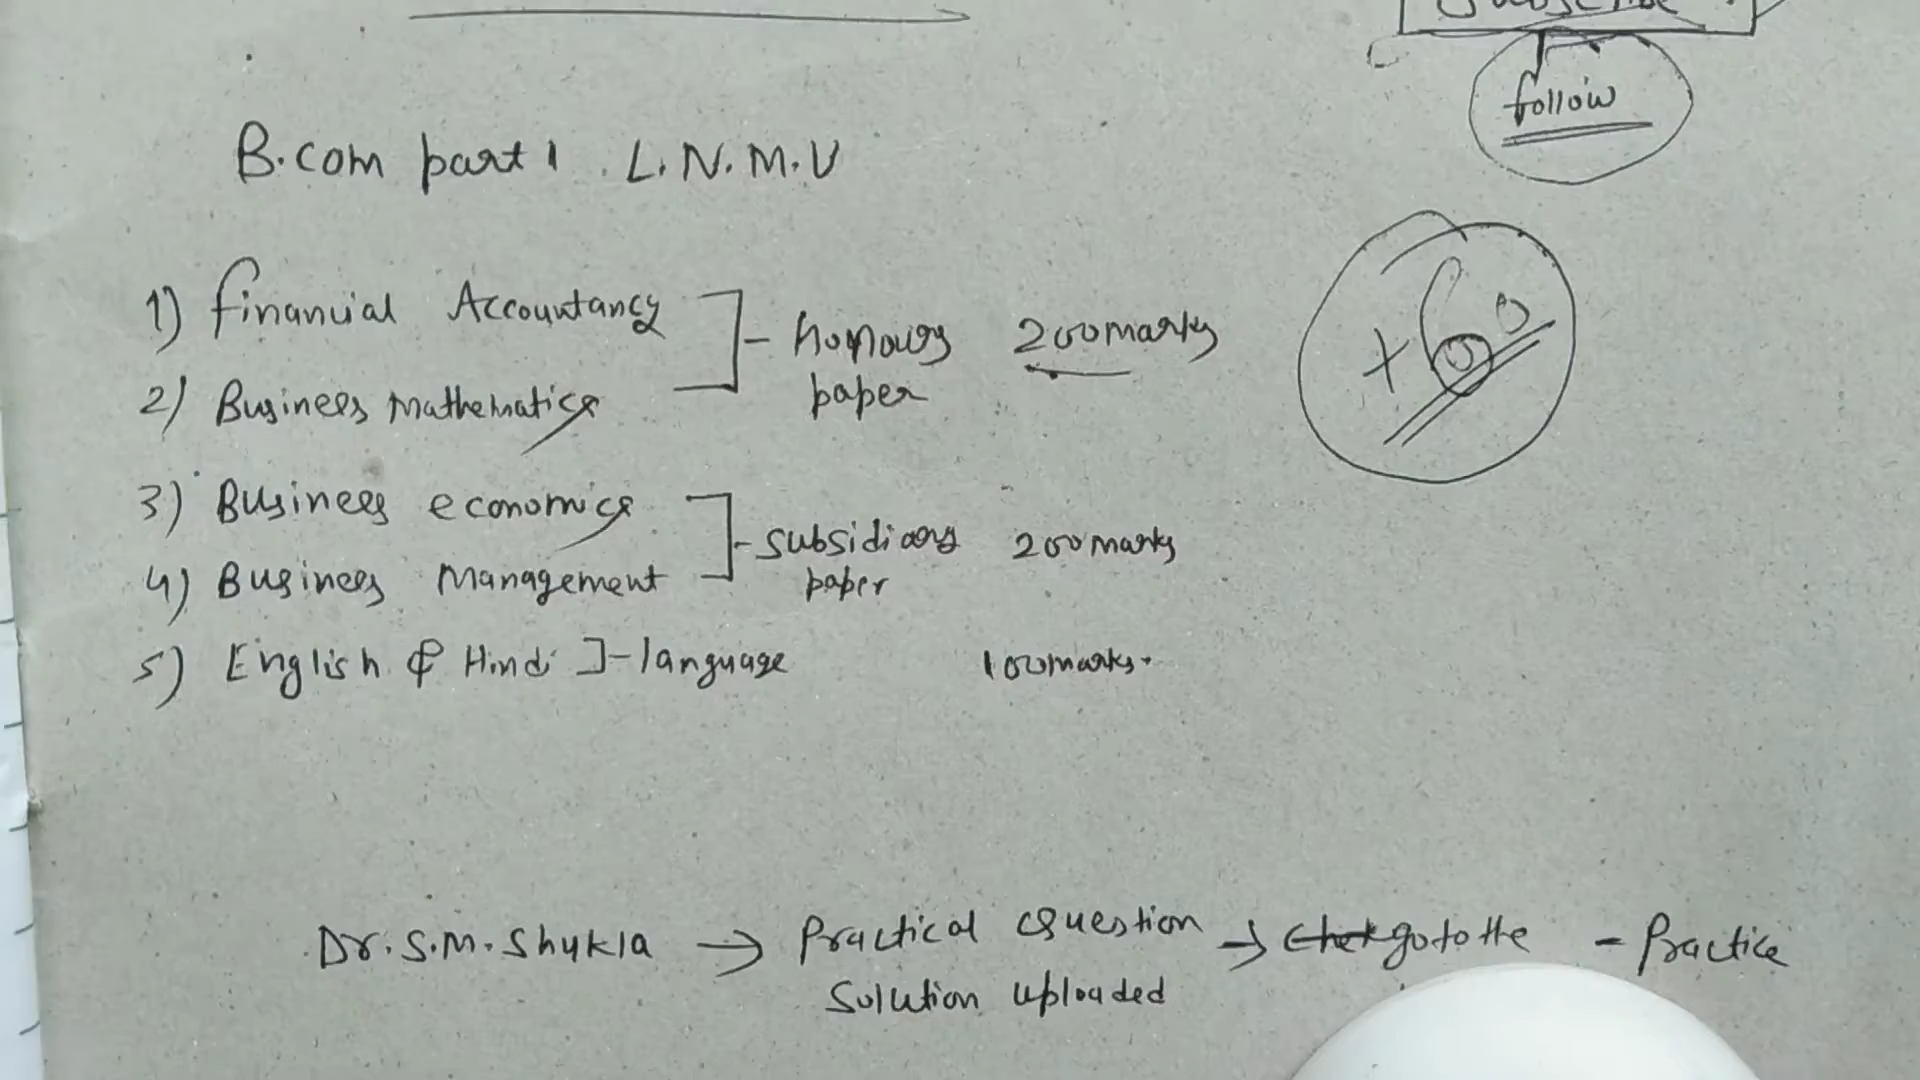 Subscribe
follow
B.com part 1 L.N.M.U
1) financial Accountancy
2) Business Mathematics
honours paper
200 marks
3) Business economics
4) Business Management
subsidiary paper
200 marks
5) English & Hindi ]-language 100 marks.
Dr. S.M. Shukla → Practical Question → go to the - Practice
Solution uploaded